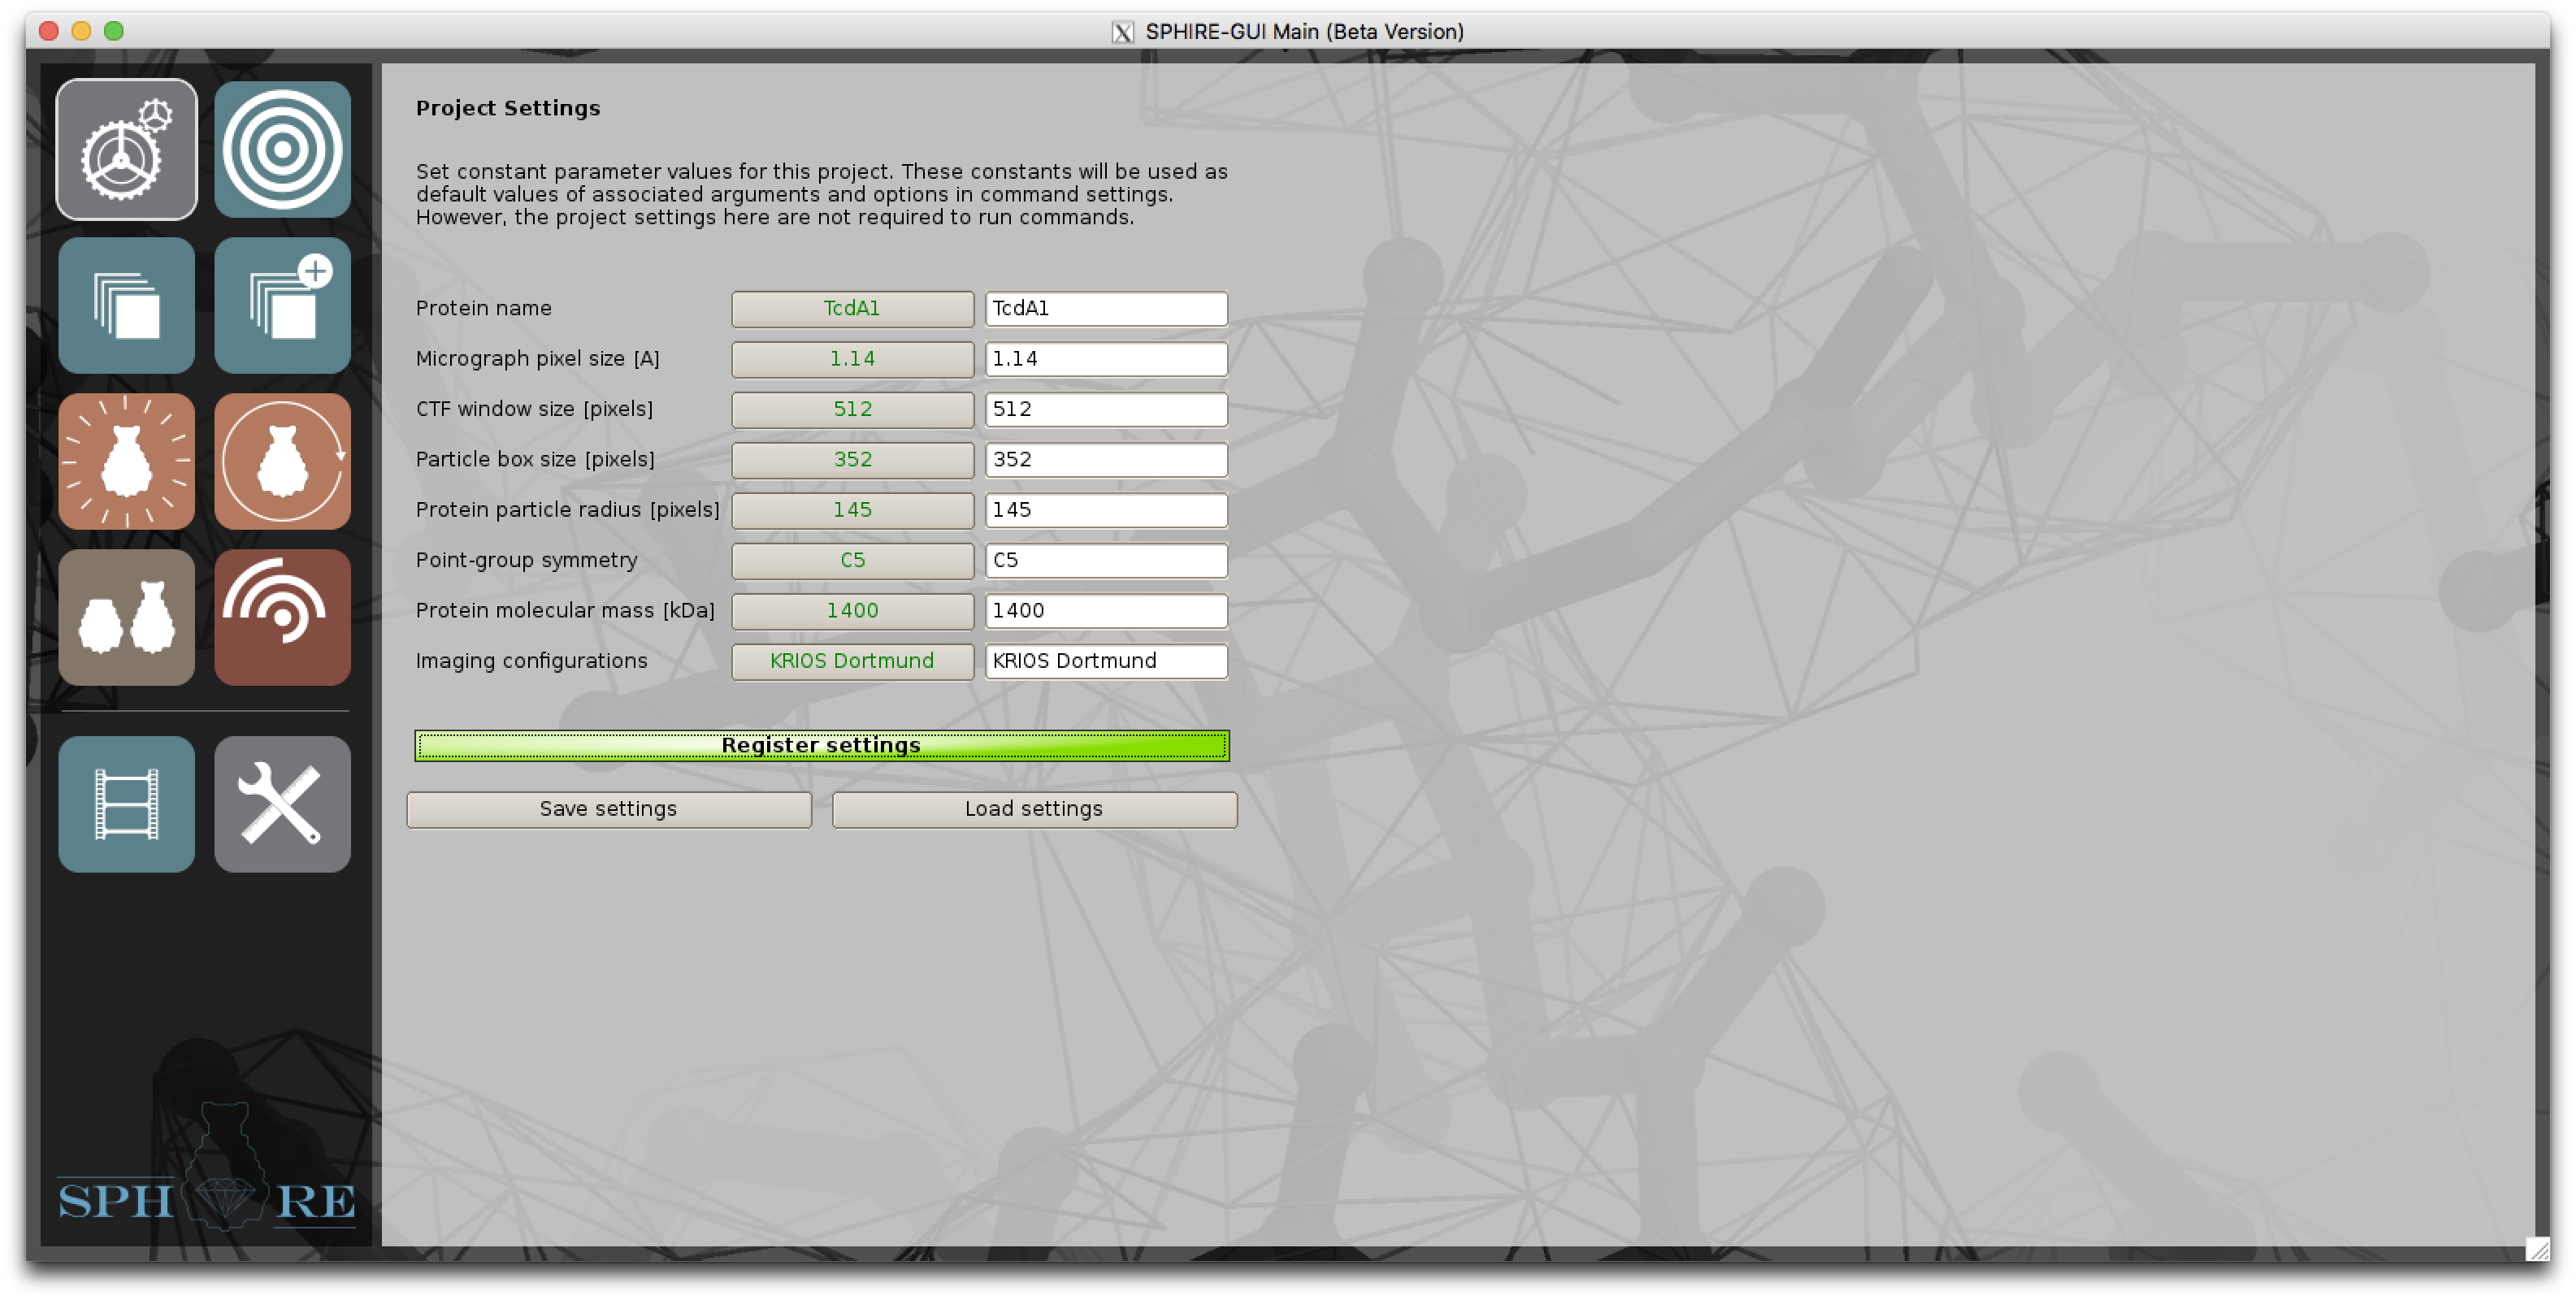 SPHIRE-GUI Main (Beta Version)
Project Settings
Set constant parameter values for this project. These constants will be used as
default values of associated arguments and options in command settings.
However, the project settings here are not required to run commands.
Protein name TcdA1 TcdA1
Micrograph pixel size [A] 1.14 1.14
CTF window size [pixels] 512 512
Particle box size [pixels] 352 352
Protein particle radius [pixels] 145 145
Point-group symmetry C5 C5
Protein molecular mass [kDa] 1400 1400
Imaging configurations KRIOS Dortmund KRIOS Dortmund
Register settings
Save settings Load settings
SPH RE